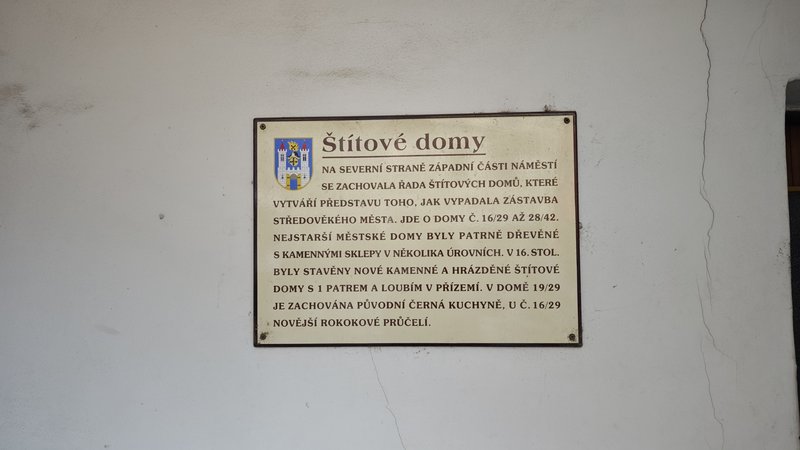 Štítové domy
NA SEVERNÍ STRANĚ ZÁPADNÍ ČÁSTI NÁMĚSTÍ
SE ZACHOVALA ŘADA ŠTÍTOVÝCH DOMŮ, KTERÉ
VYTVÁŘÍ PŘEDSTAVU TOHO, JAK VYPADALA ZÁSTAVBA
STŘEDOVĚKÉHO MĚSTA. JDE O DOMY Č. 16/29 AŽ 28/42.
NEJSTARŠÍ MĚSTSKÉ DOMY BYLY PATRNĚ DŘEVĚNÉ
S KAMENNÝMI SKLEPY V NĚKOLIKA ÚROVNÍCH. V 16. STOL.
BYLY STAVĚNY NOVÉ KAMENNÉ A HRÁZDĚNÉ ŠTÍTOVÉ
DOMY S 1 PATREM A LOUBÍM V PŘÍZEMÍ. V DOMĚ 19/29
JE ZACHOVÁNA PŮVODNÍ ČERNÁ KUCHYNĚ, U Č. 16/29
NOVĚJŠÍ ROKOKOVÉ PRŮČELÍ.